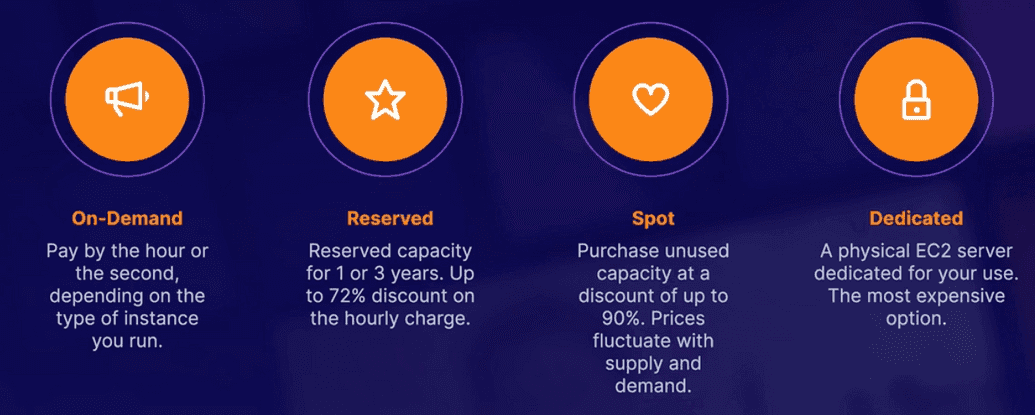 On-Demand
Pay by the hour or
the second,
depending on the
type of instance
you run.
Reserved
Reserved capacity
for 1 or 3 years. Up
to 72% discount on
the hourly charge.
Spot
Purchase unused
capacity at a
discount of up to
90%. Prices
fluctuate with
supply and
demand.
Dedicated
A physical EC2 server
dedicated for your use.
The most expensive
option.